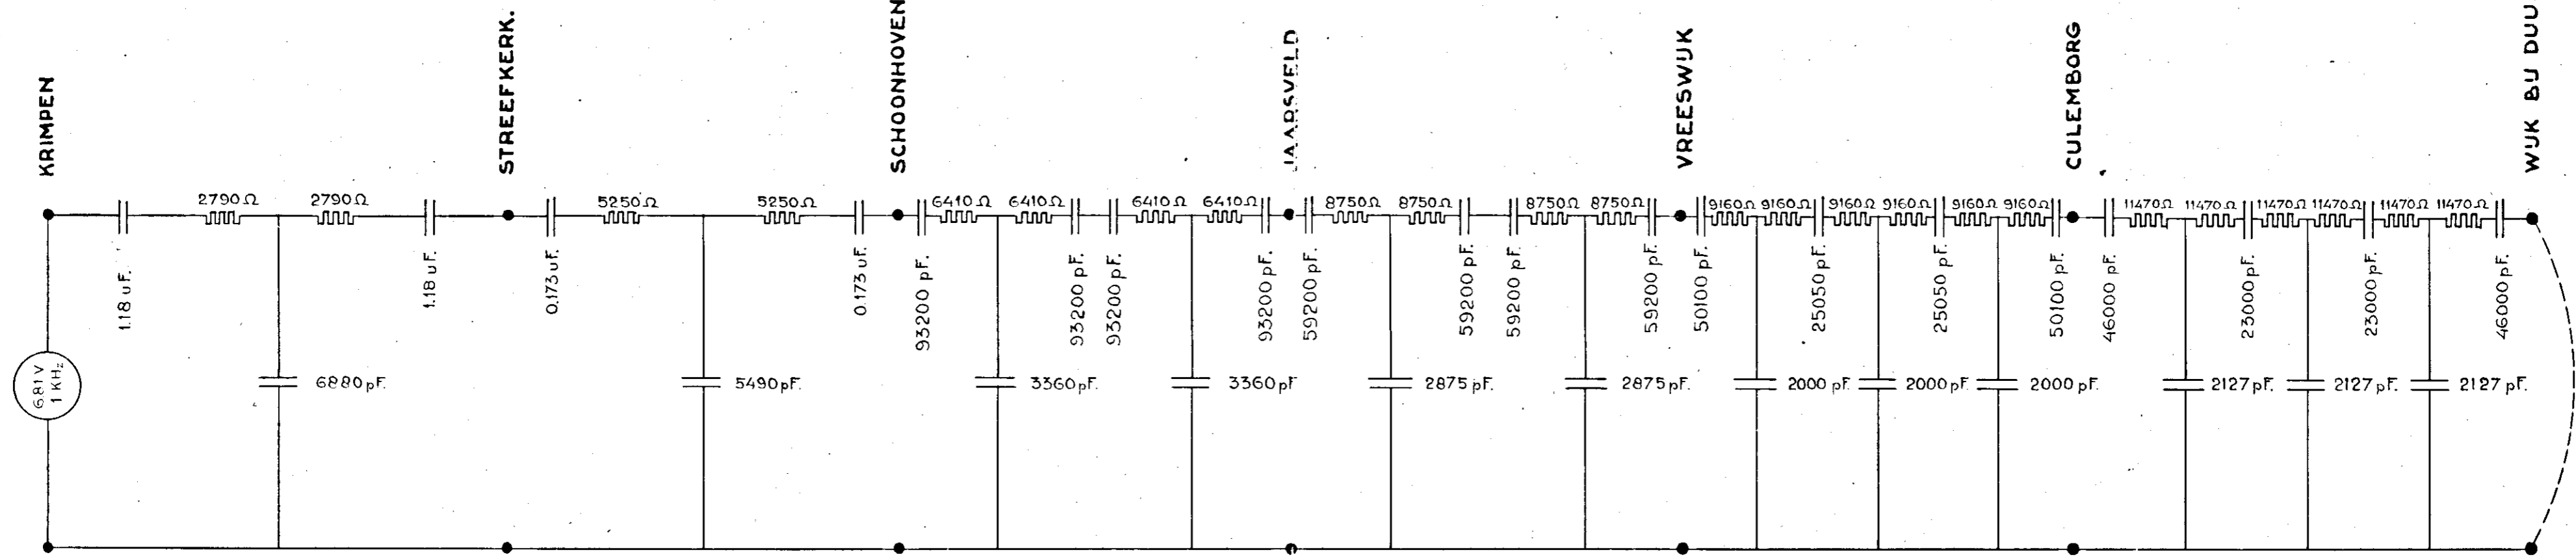 KRIMPEN
STREEFKERK.
SCHOONHOVEN
JAARSVELD
VREESWIJK
CULEMBORG
WIJK BIJ DUU
2790Ω 2790Ω 5250Ω 5250Ω 6410Ω 6410Ω 6410Ω 6410Ω 8750Ω 8750Ω 8750Ω 8750Ω 9160Ω 9160Ω 9160Ω 9160Ω 9160Ω 9160Ω 11470Ω 11470Ω 11470Ω 11470Ω 11470Ω 11470Ω
1.18 uF.
1.18 uF.
0.173 uF.
0.173 uF.
93200 pF.
93200 pF.
93200 pF.
93200 pF.
59200 pF.
59200 pF.
59200 pF.
59200 pF.
50100 pF.
25050 pF.
25050 pF.
50100 pF.
46000 pF.
23000 pF.
23000 pF.
46000 pF.
6.81 V
1 KHz
6880 pF. 5490 pF. 3360 pF. 3360 pF 2875 pF. 2875 pF. 2000 pF. 2000 pF. 2000 pF. 2127 pF. 2127 pF. 2127 pF.